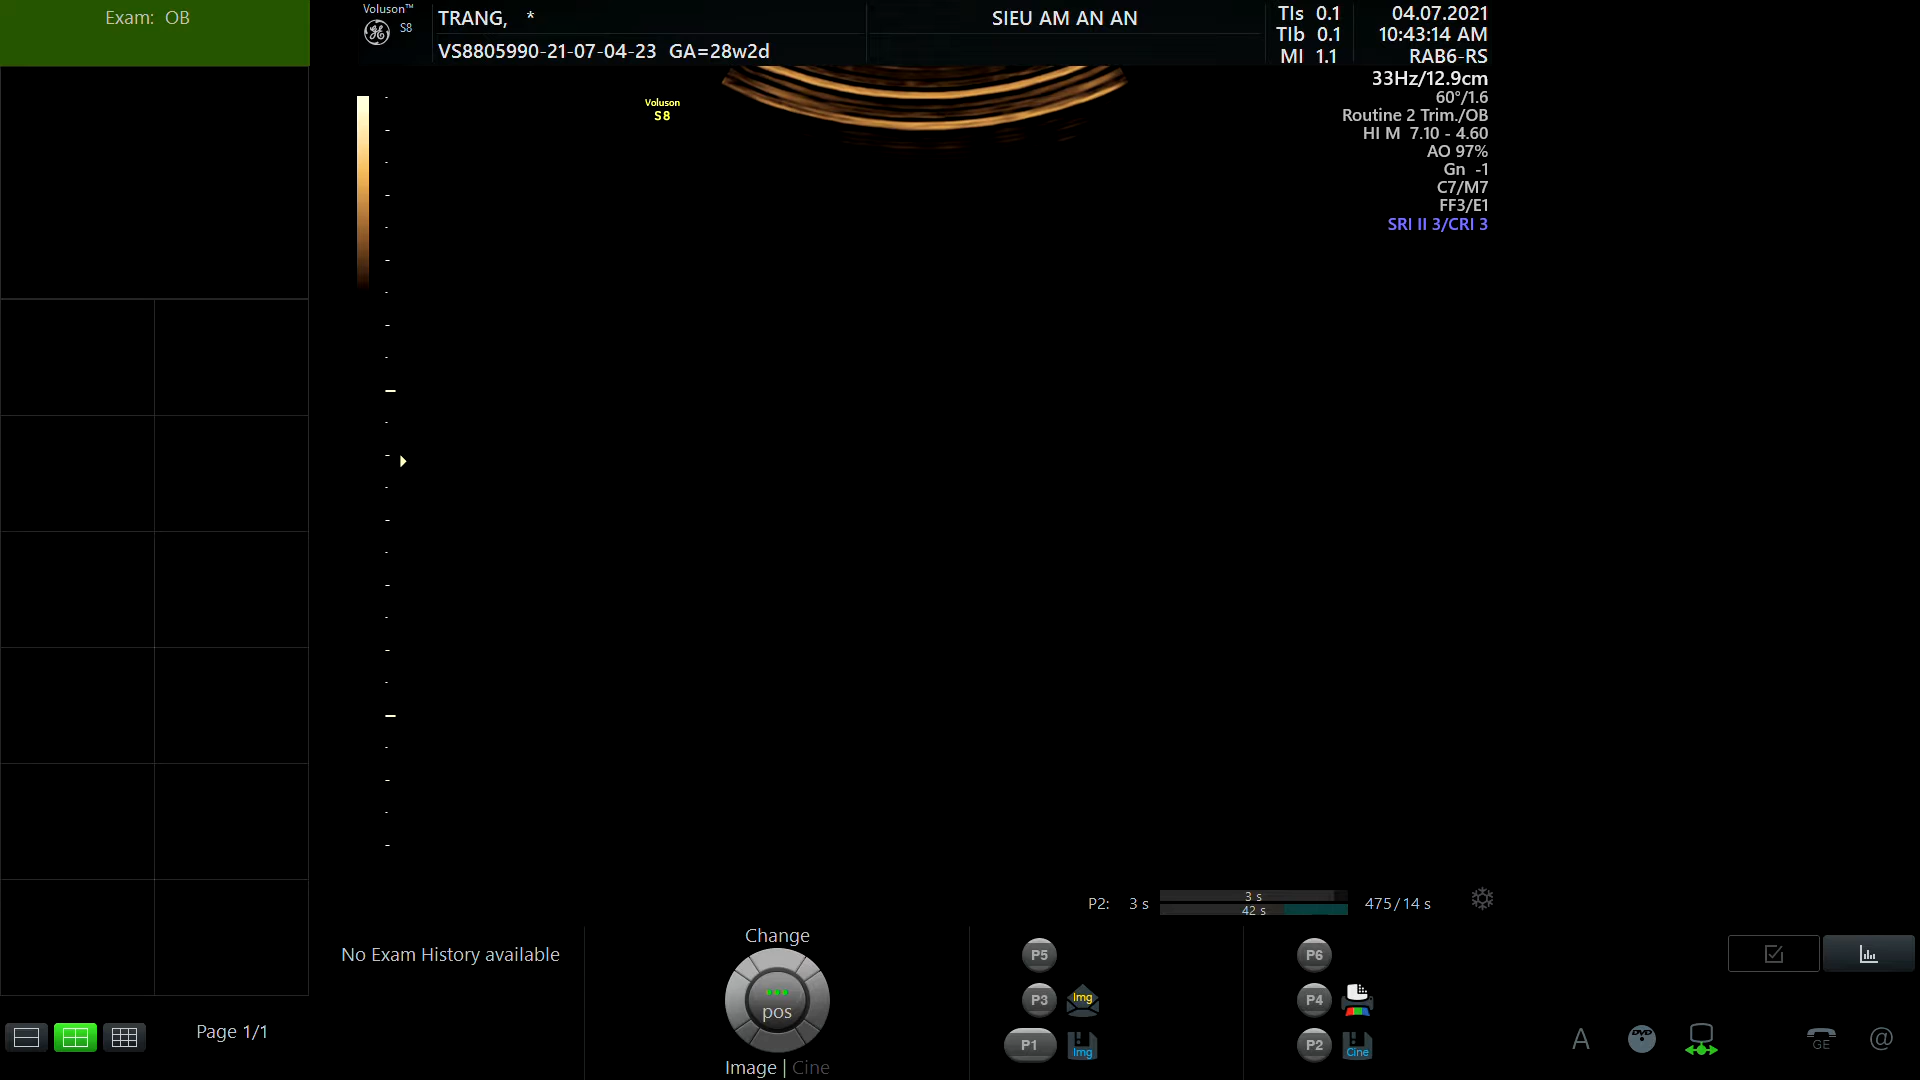 Exam: OB
Voluson™
S8
TRANG, *
SIEU AM AN AN
VS8805990-21-07-04-23 GA=28w2d
TIs 0.1
TIb 0.1
MI 1.1
04.07.2021
10:43:14 AM
RAB6-RS
33Hz/12.9cm
60°/1.6
Routine 2 Trim./OB
HI M 7.10 - 4.60
AO 97%
Gn -1
C7/M7
FF3/E1
SRI II 3/CRI 3
Voluson
S8
P2: 3 s
3 s
42 s
475/14 s
No Exam History available
Change
pos
Image | Cine
P5
P3
Img
P1
Img
P6
P4
P2
Cine
Page 1/1
A
DVD
GE
@